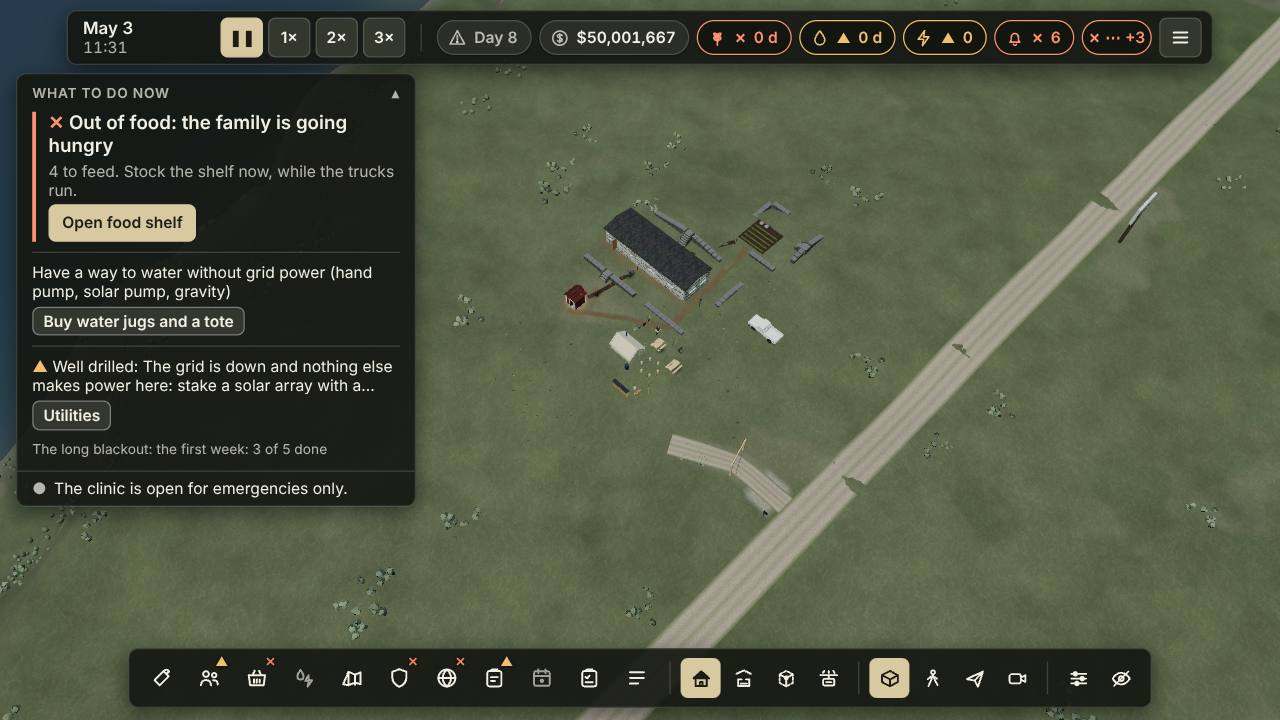 May 3
11:31
1×
2×
3×
Day 8
$50,001,667
× 0 d
▲ 0 d
▲ 0
× 6
× ··· +3
WHAT TO DO NOW
Out of food: the family is going
hungry
4 to feed. Stock the shelf now, while the trucks
run.
Open food shelf
Have a way to water without grid power (hand
pump, solar pump, gravity)
Buy water jugs and a tote
Well drilled: The grid is down and nothing else
makes power here: stake a solar array with a...
Utilities
The long blackout: the first week: 3 of 5 done
The clinic is open for emergencies only.